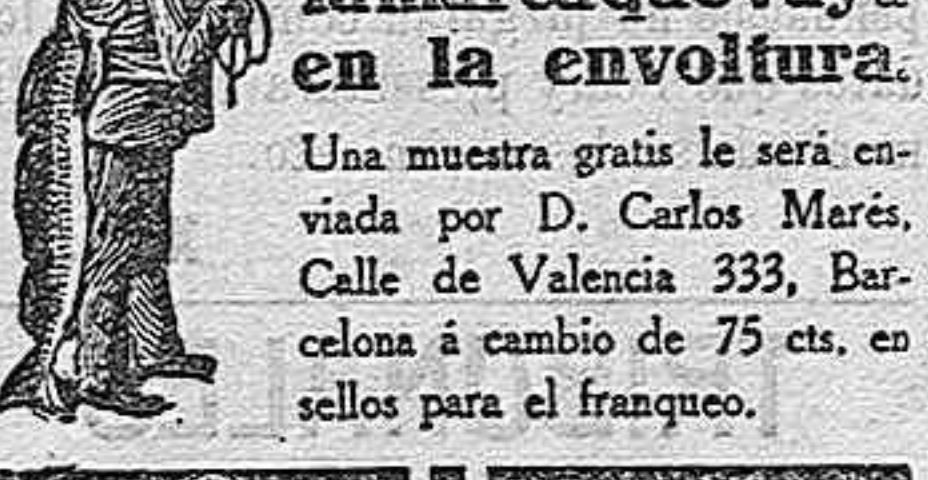 en la envoltura.
Una muestra gratis le será en-
viada por D. Carlos Marés,
Calle de Valencia 333, Bar-
celona á cambio de 75 cts. en
sellos para el franqueo.